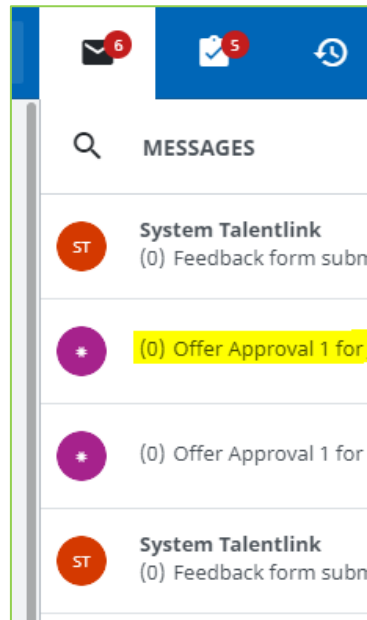 6
5
MESSAGES
ST
System Talentlink
(0) Feedback form subm
(0) Offer Approval 1 for
(0) Offer Approval 1 for
ST
System Talentlink
(0) Feedback form subm